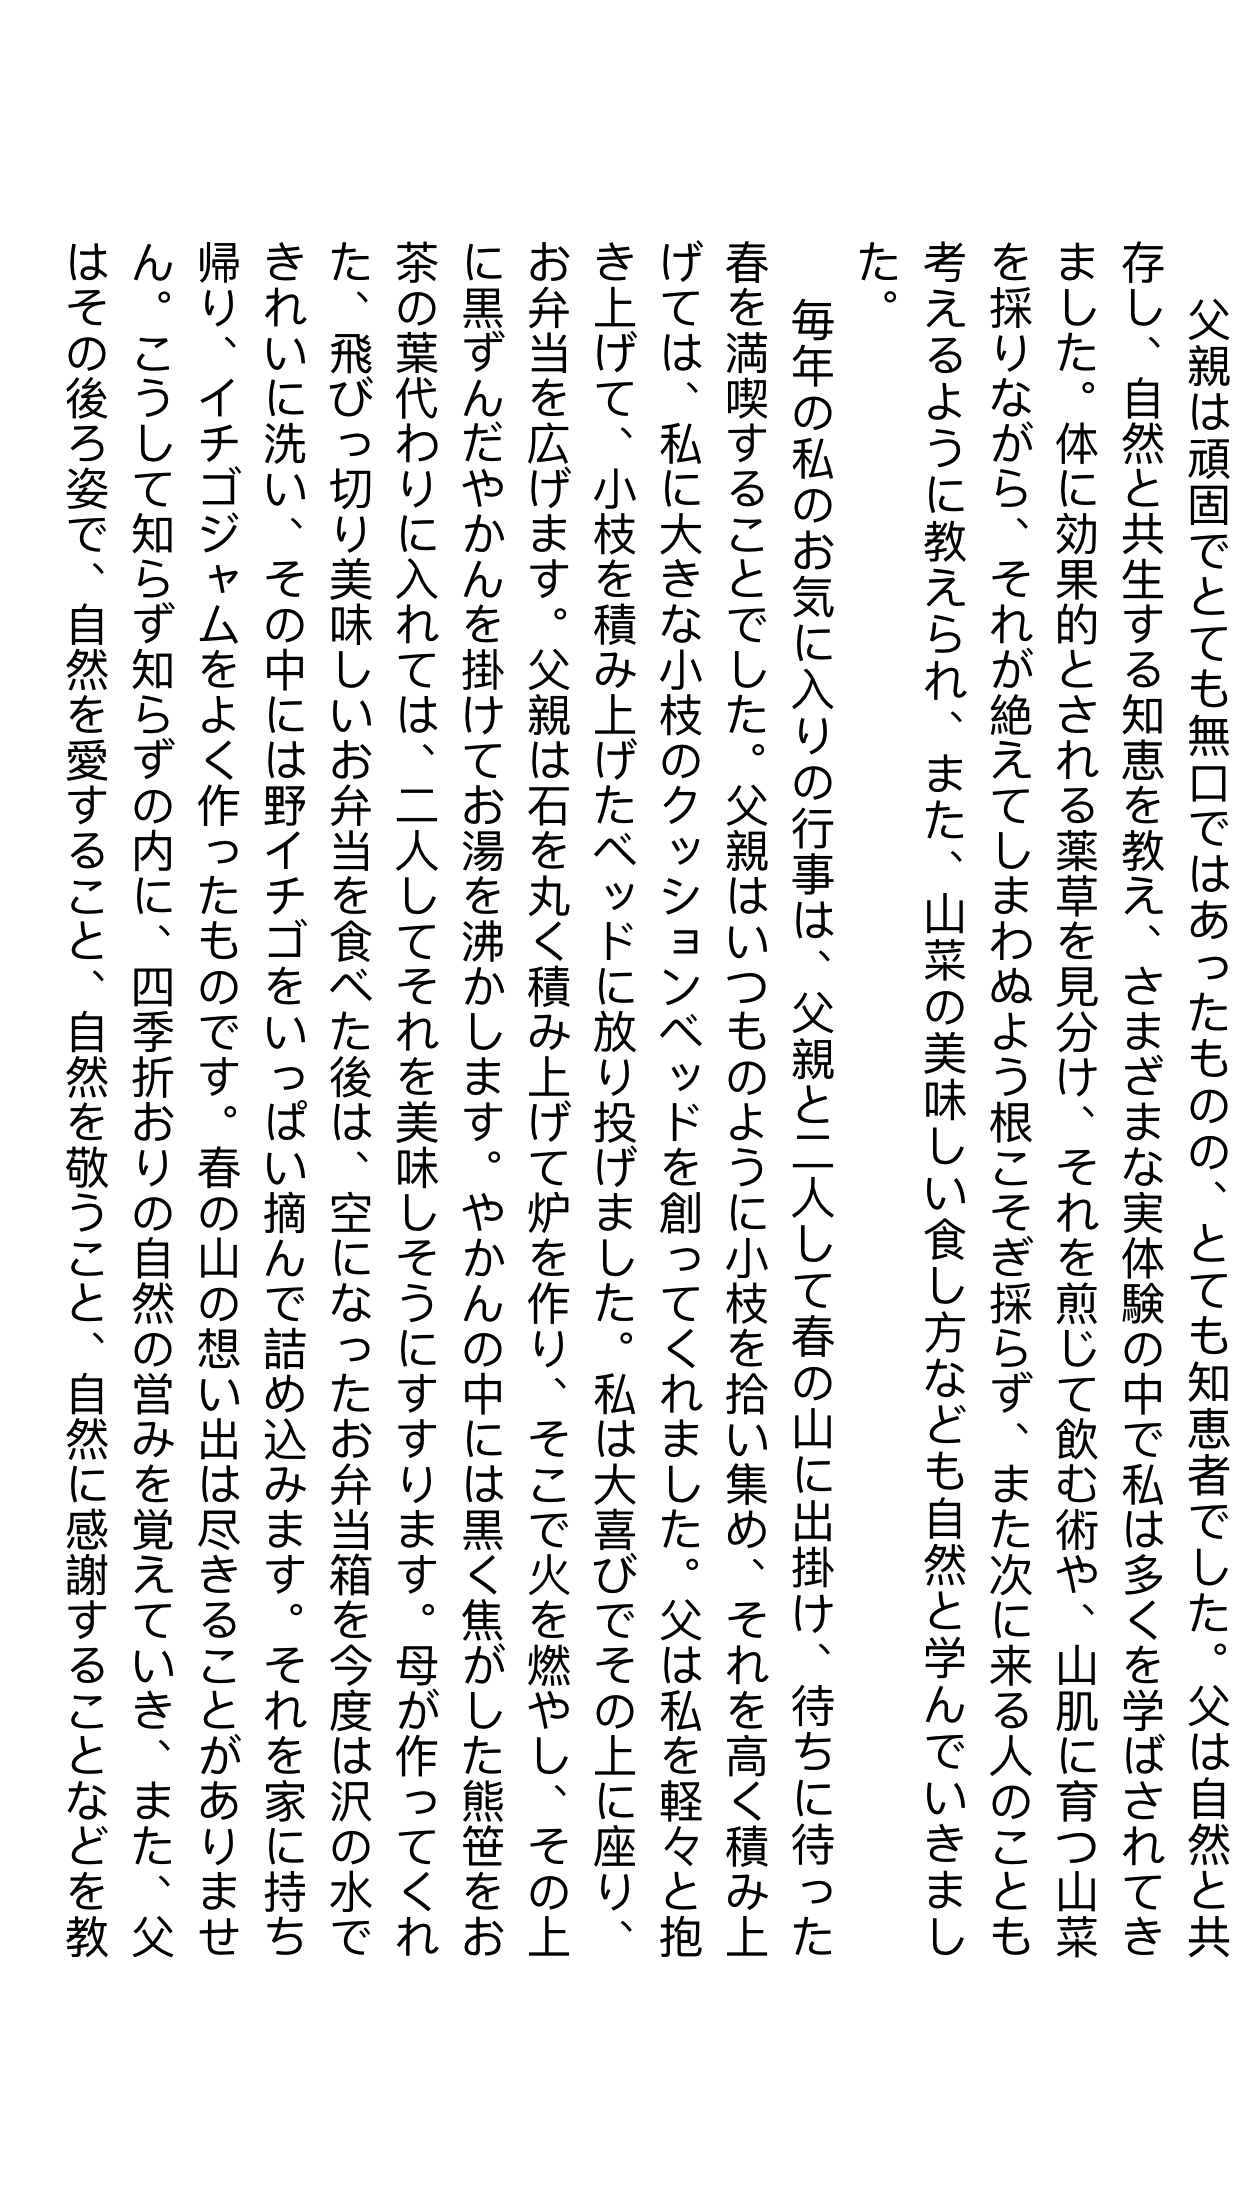 父親は頑固でとても無口ではあったものの、とても知恵者でした。父は自然と共
存し、自然と共生する知恵を教え、さまざまな実体験の中で私は多くを学ばされてき
ました。体に効果的とされる薬草を見分け、それを煎じて飲む術や、山肌に育つ山菜
を採りながら、それが絶えてしまわぬよう根こそぎ採らず、また次に来る人のことも
考えるように教えられ、また、山菜の美味しい食し方なども自然と学んでいきまし
た。
毎年の私のお気に入りの行事は、父親と二人して春の山に出掛け、待ちに待った
春を満喫することでした。父親はいつものように小枝を拾い集め、それを高く積み上
げては、私に大きな小枝のクッションベッドを創ってくれました。父は私を軽々と抱
き上げて、小枝を積み上げたベッドに放り投げました。私は大喜びでその上に座り、
お弁当を広げます。父親は石を丸く積み上げて炉を作り、そこで火を燃やし、その上
に黒ずんだやかんを掛けてお湯を沸かします。やかんの中には黒く焦がした熊笹をお
茶の葉代わりに入れては、二人してそれを美味しそうにすすります。母が作ってくれ
た、飛びっ切り美味しいお弁当を食べた後は、空になったお弁当箱を今度は沢の水で
きれいに洗い、その中には野イチゴをいっぱい摘んで詰め込みます。それを家に持ち
帰り、イチゴジャムをよく作ったものです。春の山の想い出は尽きることがありませ
ん。こうして知らず知らずの内に、四季折おりの自然の営みを覚えていき、また、父
はその後ろ姿で、自然を愛すること、自然を敬うこと、自然に感謝することなどを教